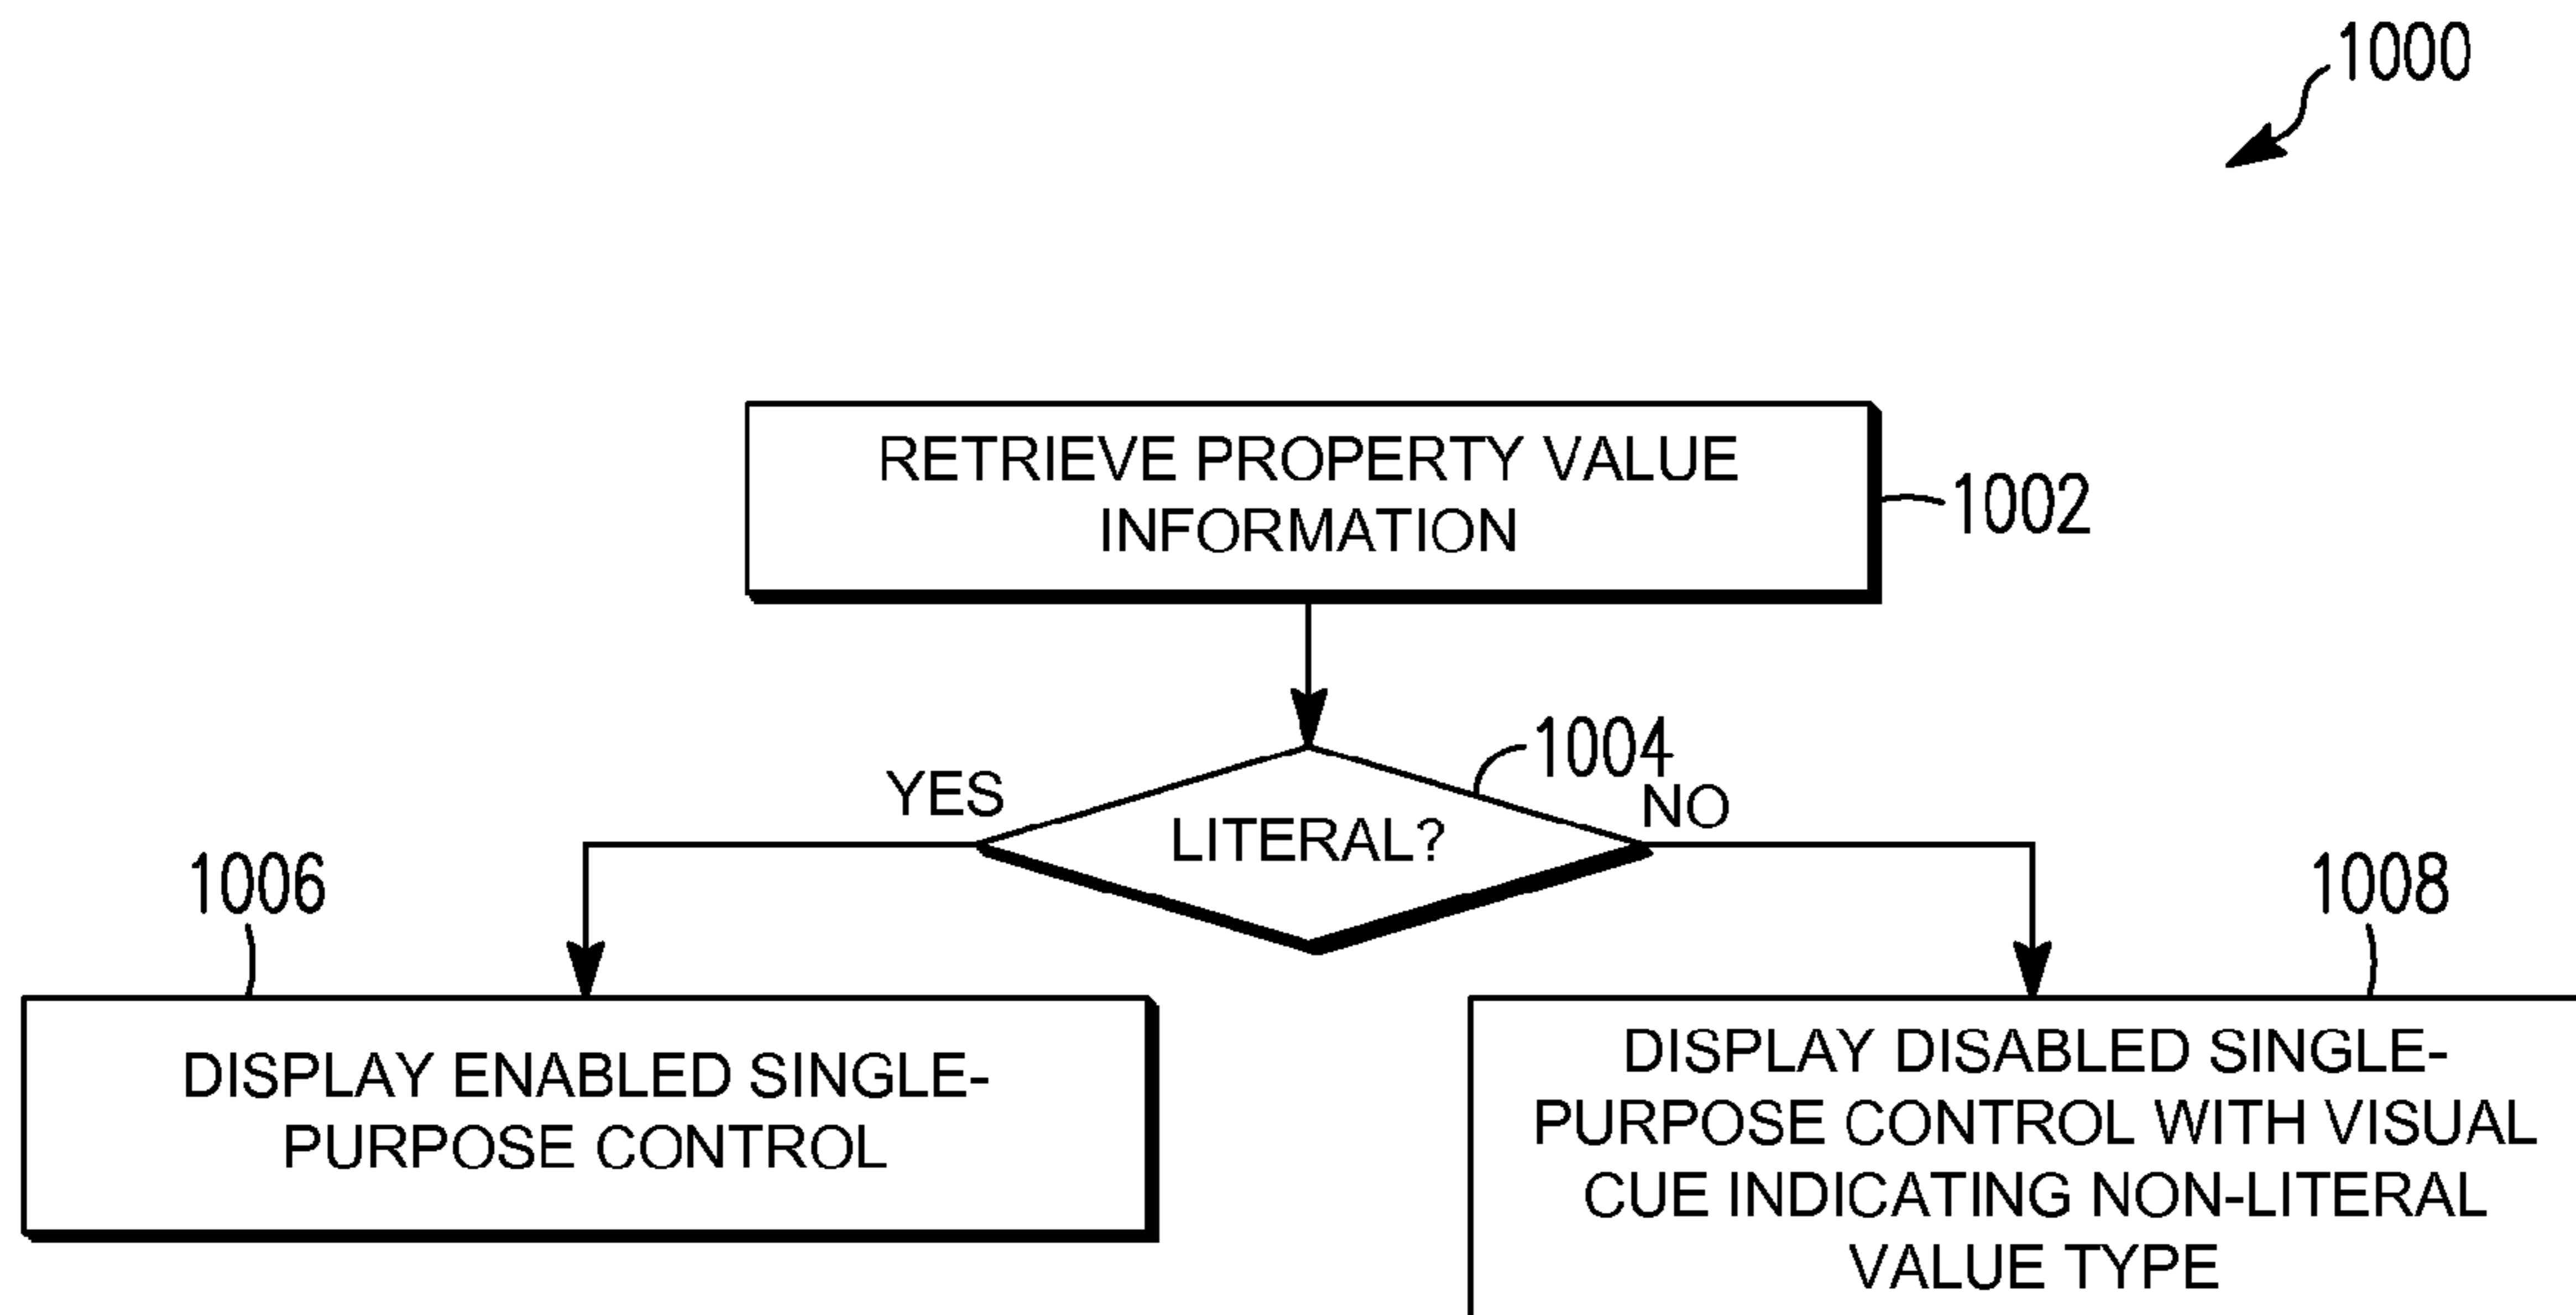 1000
RETRIEVE PROPERTY VALUE
INFORMATION
1002
1004
YES
NO
LITERAL?
1006
1008
DISPLAY ENABLED SINGLE-
PURPOSE CONTROL
DISPLAY DISABLED SINGLE-
PURPOSE CONTROL WITH VISUAL
CUE INDICATING NON-LITERAL
VALUE TYPE